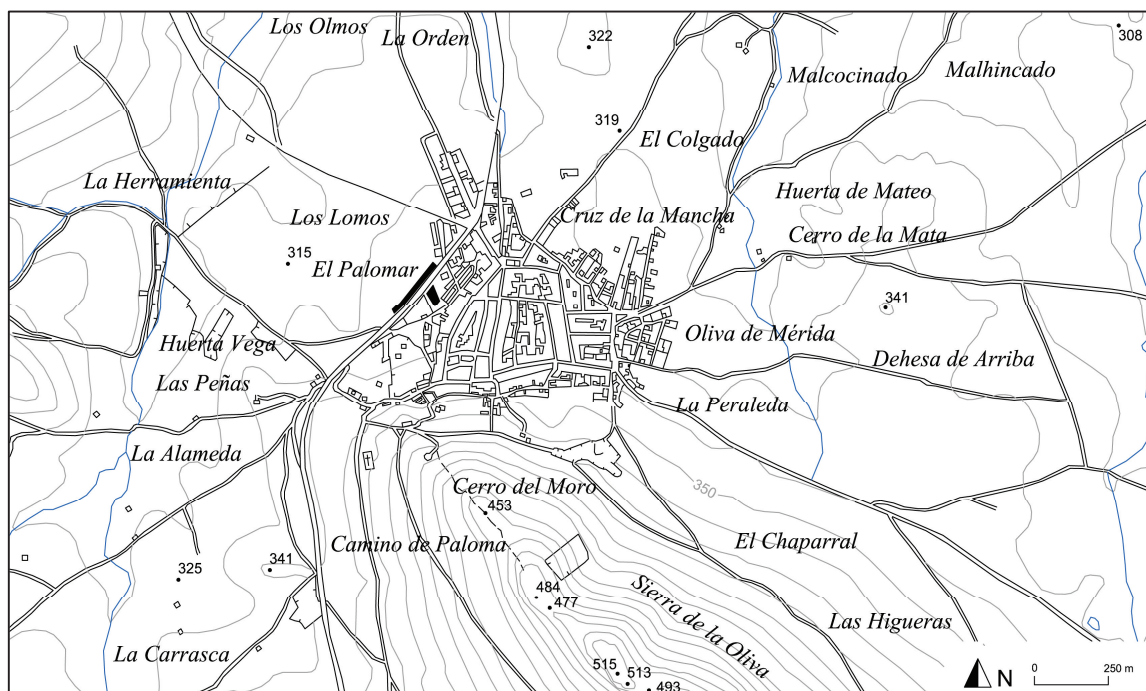 Los Olmos
La Orden
322
308
Malcocinado
Malhincado
319
El Colgado
La Herramienta
Huerta de Mateo
Los Lomos
Cruz de la Mancha
Cerro de la Mata
315
El Palomar
341
Huerta Vega
Oliva de Mérida
Dehesa de Arriba
Las Peñas
La Peraleda
La Alameda
Cerro del Moro
350
453
Camino de Paloma
El Chaparral
341
325
484
477
Sierra de la Oliva
Las Higueras
La Carrasca
515
513
493
N
0 250 m